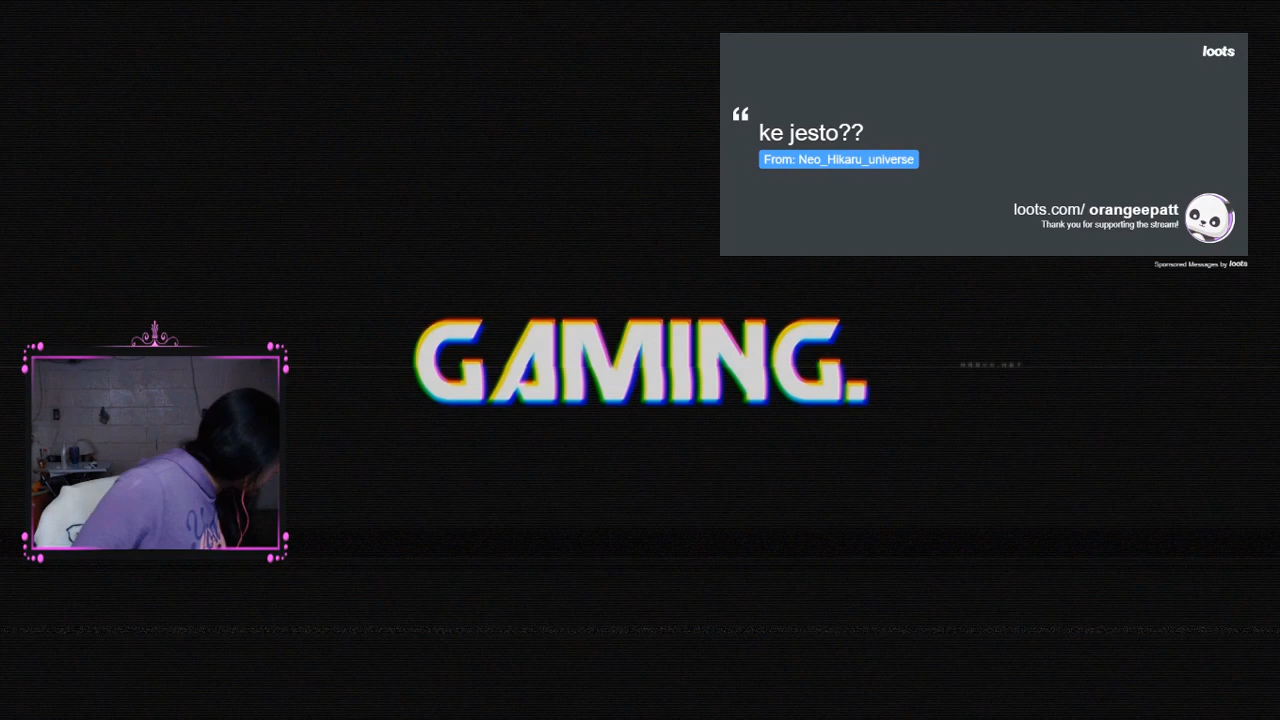 loots
“
ke jesto??
From: Neo_Hikaru_universe
loots.com/ orangeepatt
Thank you for supporting the stream!
Sponsored Messages by loots
GAMING.